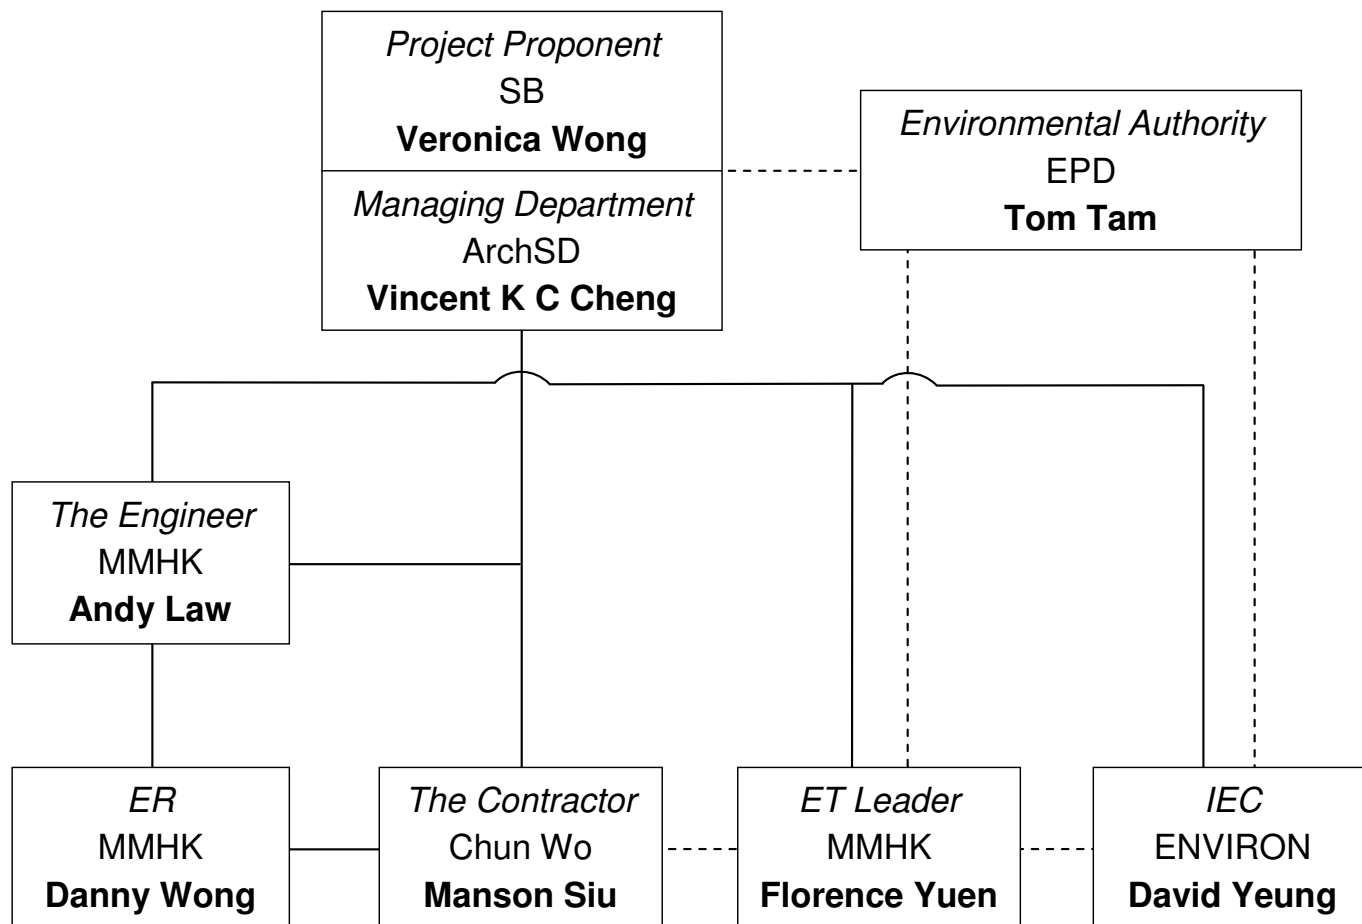 Project Proponent
SB
Veronica Wong
Managing Department
ArchSD
Vincent K C Cheng
Environmental Authority
EPD
Tom Tam
The Engineer
MMHK
Andy Law
ER
MMHK
Danny Wong
The Contractor
Chun Wo
Manson Siu
ET Leader
MMHK
Florence Yuen
IEC
ENVIRON
David Yeung